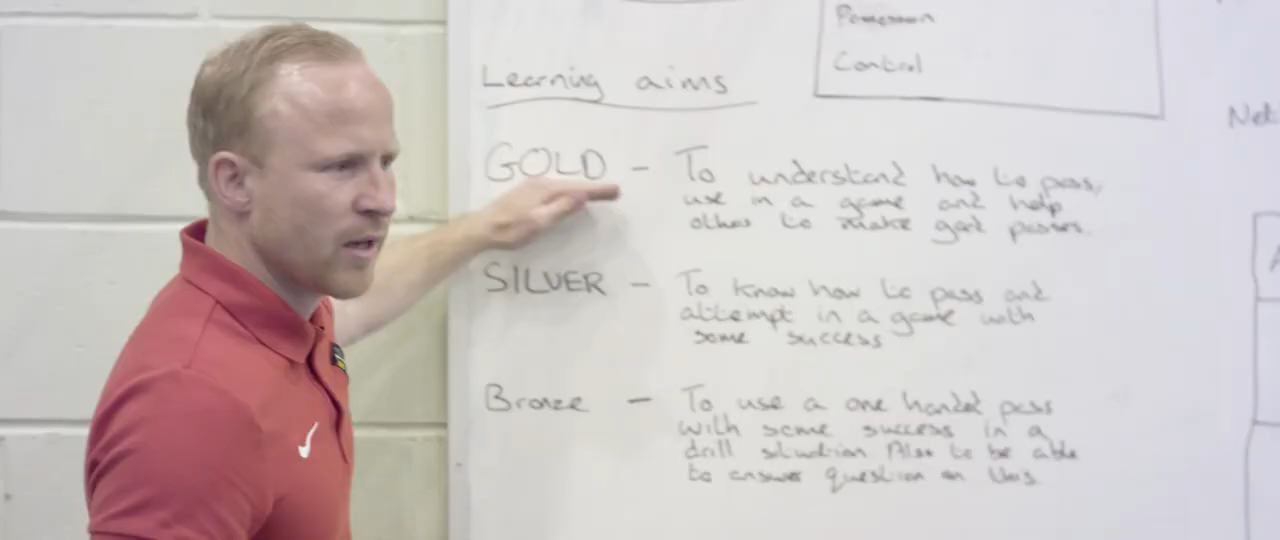 Possession
Control
Learning aims
GOLD - To understand how to pass,
use in a game and help
other to make good passes.
SILVER - To know how to pass and
attempt in a game with
some success
Bronze - To use a one handed pass
with some success in a
drill situation Also to be able
to answer question on this
Net
A